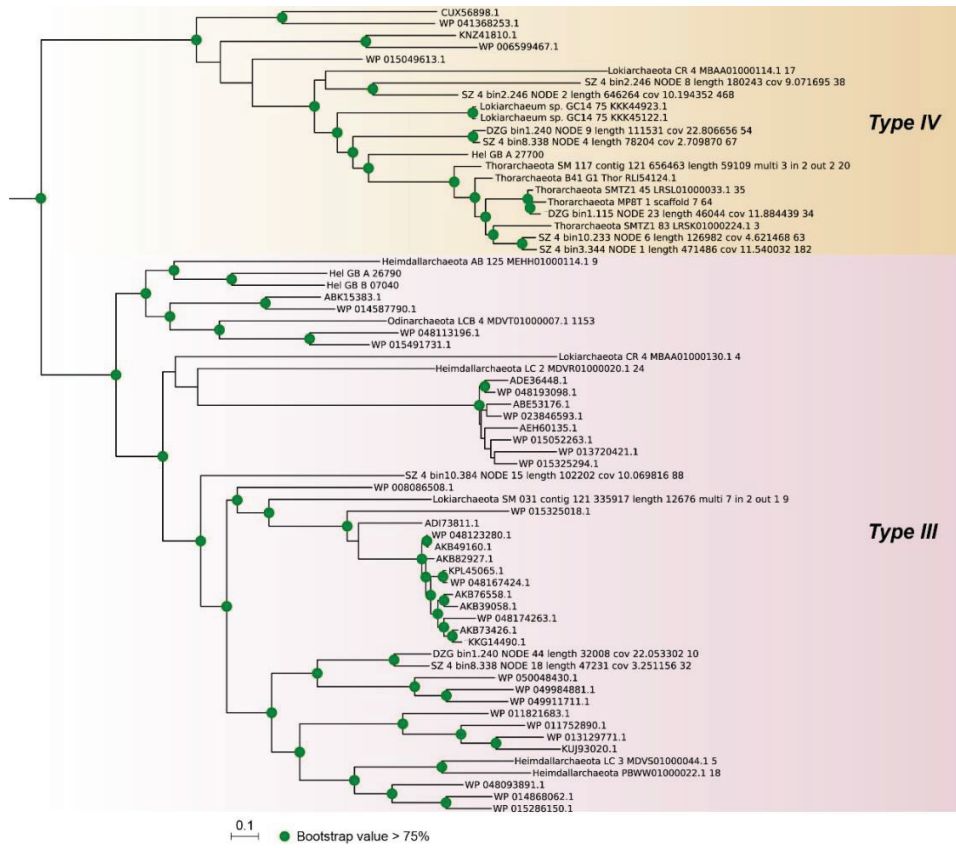 CUX56898.1
WP 041368253.1
KNZ41810.1
WP 006599467.1
WP 015049613.1
Lokiarchaeota CR 4 MBAA01000114.1 17
SZ 4 bin2.246 NODE 8 length 180243 cov 9.071695 38
SZ 4 bin2.246 NODE 2 length 646264 cov 10.194352 468
Lokiarchaeum sp. GC14 75 KKK44923.1
Lokiarchaeum sp. GC14 75 KKK45122.1
Type IV
DZG bin1.240 NODE 9 length 111531 cov 22.806656 54
SZ 4 bin8.338 NODE 4 length 78204 cov 2.709870 67
Hel GB A 27700
Thorarchaeota SM 117 contig 121 656463 length 59109 multi 3 in 2 out 2 20
Thorarchaeota B41 G1 Thor RLI54124.1
Thorarchaeota SMTZ1 45 LRSL01000033.1 35
Thorarchaeota MP8T 1 scaffold 7 64
DZG bin1.115 NODE 23 length 46044 cov 11.884439 34
Thorarchaeota SMTZ1 83 LRSK01000224.1 3
SZ 4 bin10.233 NODE 6 length 126982 cov 4.621468 63
SZ 4 bin3.344 NODE 1 length 471486 cov 11.540032 182
Heimdallarchaeota AB 125 MEHH01000114.1 9
Hel GB A 26790
Hel GB B 07040
ABK15383.1
WP 014587790.1
Odinarchaeota LCB 4 MDVT01000007.1 1153
WP 048113196.1
WP 015491731.1
Lokiarchaeota CR 4 MBAA01000130.1 4
Heimdallarchaeota LC 2 MDVR01000020.1 24
ADE36448.1
WP 048193098.1
ABE53176.1
WP 023846593.1
AEH60135.1
WP 015052263.1
WP 013720421.1
WP 015325294.1
SZ 4 bin10.384 NODE 15 length 102202 cov 10.069816 88
WP 008086508.1
Lokiarchaeota SM 031 contig 121 335917 length 12676 multi 7 in 2 out 1 9
WP 015325018.1
ADI73811.1
Type III
WP 048123280.1
AKB49160.1
AKB82927.1
KPL45065.1
WP 048167424.1
AKB76558.1
AKB39058.1
WP 048174263.1
AKB73426.1
KKG14490.1
DZG bin1.240 NODE 44 length 32008 cov 22.053302 10
SZ 4 bin8.338 NODE 18 length 47231 cov 3.251156 32
WP 050048430.1
WP 049984881.1
WP 049911711.1
WP 011821683.1
WP 011752890.1
WP 013129771.1
KUJ93020.1
Heimdallarchaeota LC 3 MDVS01000044.1 5
Heimdallarchaeota PBWW01000022.1 18
WP 048093891.1
WP 014868062.1
WP 015286150.1
0.1
Bootstrap value > 75%